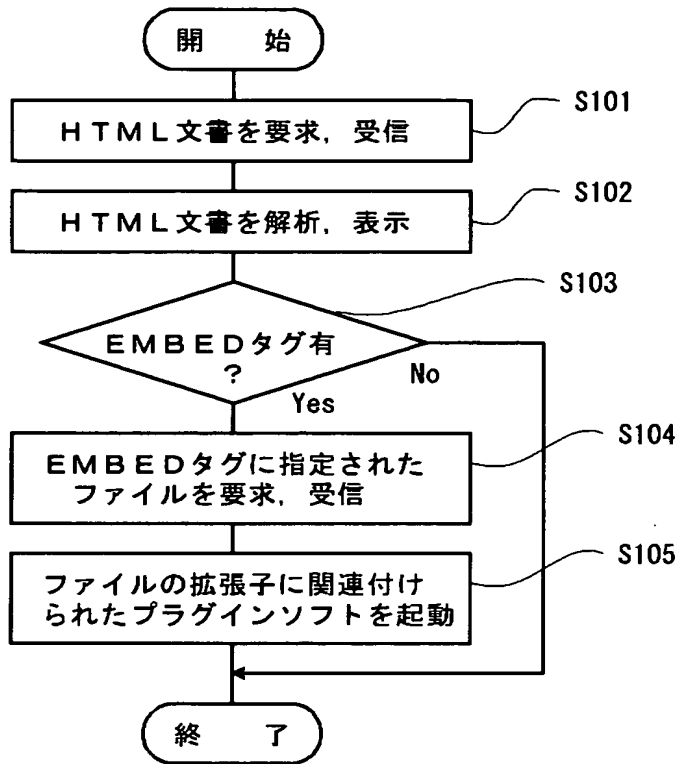 開 始
HTML文書を要求,受信
S101
HTML文書を解析,表示
S102
EMBEDタグ有
?
S103
No
Yes
EMBEDタグに指定された
ファイルを要求,受信
S104
ファイルの拡張子に関連付け
られたプラグインソフトを起動
S105
終 了